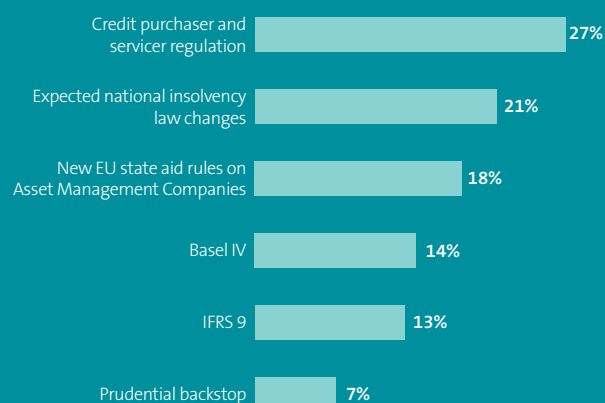 Credit purchaser and
servicer regulation
27%
Expected national insolvency
law changes
21%
New EU state aid rules on
Asset Management Companies
18%
Basel IV
14%
IFRS 9
13%
Prudential backstop
7%